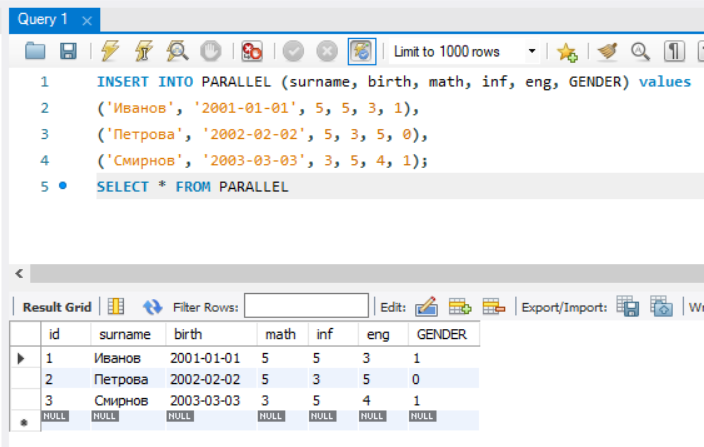 Query 1
Limit to 1000 rows
1 INSERT INTO PARALLEL (surname, birth, math, inf, eng, GENDER) values
2 ('Иванов', '2001-01-01', 5, 5, 3, 1),
3 ('Петрова', '2002-02-02', 5, 3, 5, 0),
4 ('Смирнов', '2003-03-03', 3, 5, 4, 1);
5 SELECT * FROM PARALLEL
Result Grid Filter Rows: Edit: Export/Import:
id surname birth math inf eng GENDER
1 Иванов 2001-01-01 5 5 3 1
2 Петрова 2002-02-02 5 3 5 0
3 Смирнов 2003-03-03 3 5 4 1
NULL NULL NULL NULL NULL NULL NULL